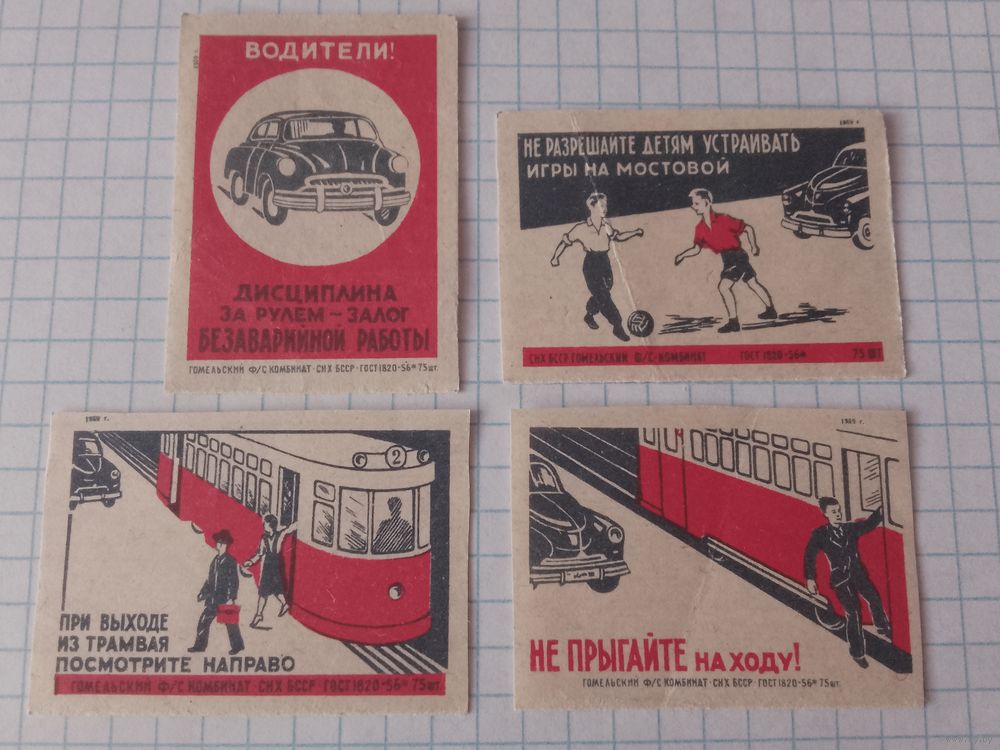 ВОДИТЕЛИ!
ДИСЦИПЛИНА
ЗА РУЛЕМ – ЗАЛОГ
БЕЗАВАРИЙНОЙ РАБОТЫ
ГОМЕЛЬСКИЙ Ф/С КОМБИНАТ·СНХ БССР·ГОСТ 1820-56* 75 шт.
НЕ РАЗРЕШАЙТЕ ДЕТЯМ УСТРАИВАТЬ
ИГРЫ НА МОСТОВОЙ
СНХ БССР ГОМЕЛЬСКИЙ Ф/С-КОМБИНАТ ГОСТ 1820-56* 75 ШТ
2
ПРИ ВЫХОДЕ
ИЗ ТРАМВАЯ
ПОСМОТРИТЕ НАПРАВО
ГОМЕЛЬСКИЙ Ф/С КОМБИНАТ·СНХ БССР ГОСТ 1820-56* 75 шт.
НЕ ПРЫГАЙТЕ НА ХОДУ!
ГОМЕЛЬСКИЙ Ф/С КОМБИНАТ·СНХ БССР·ГОСТ 1820-56* 75 шт.